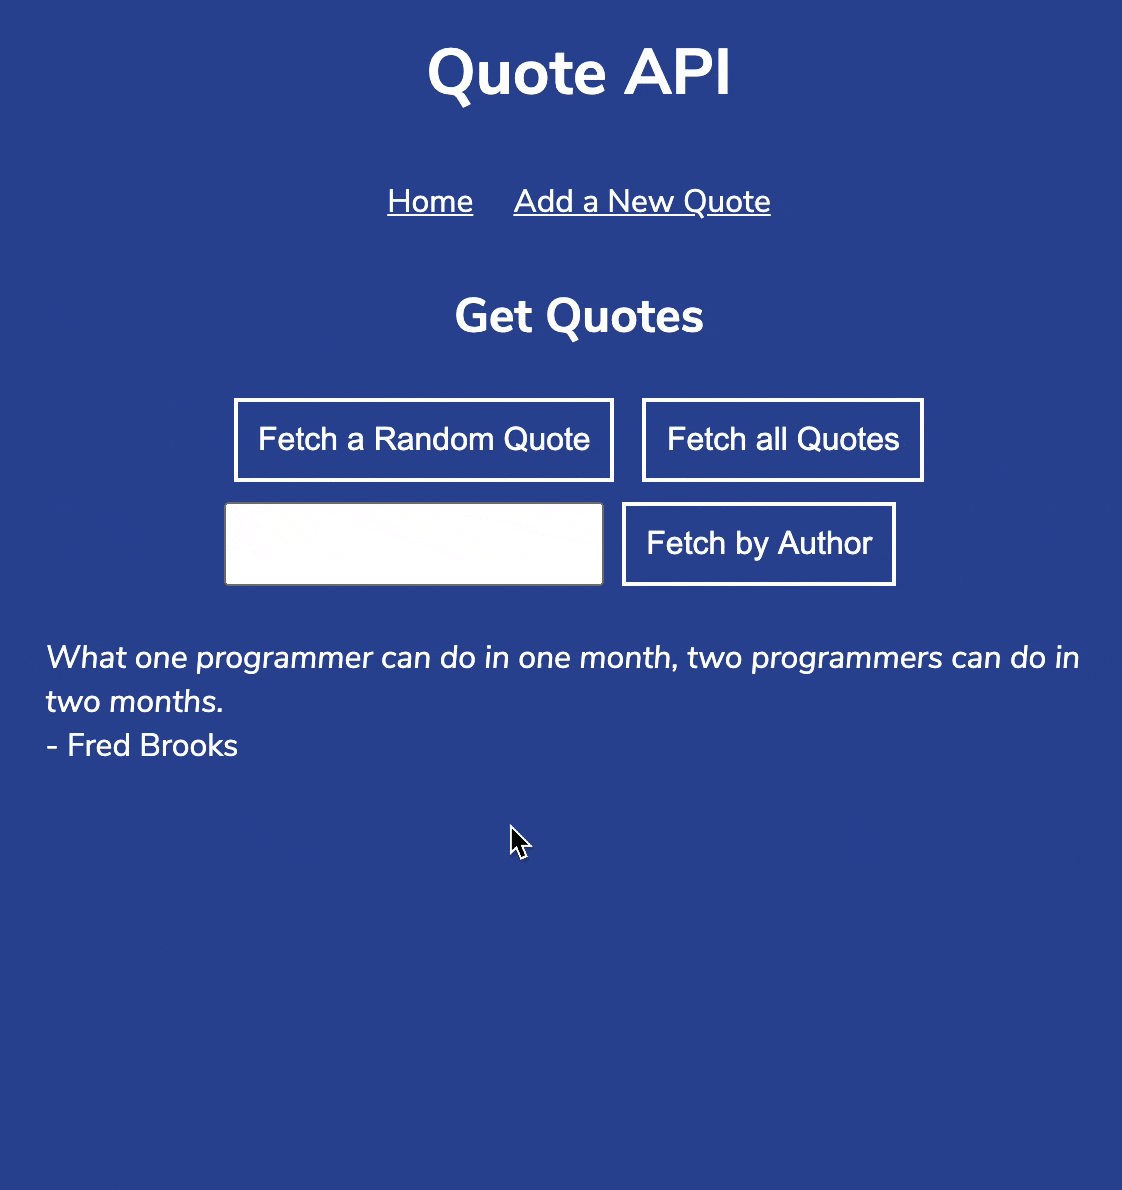 Quote API
Home Add a New Quote
Get Quotes
Fetch a Random Quote Fetch all Quotes
Fetch by Author
What one programmer can do in one month, two programmers can do in
two months.
- Fred Brooks